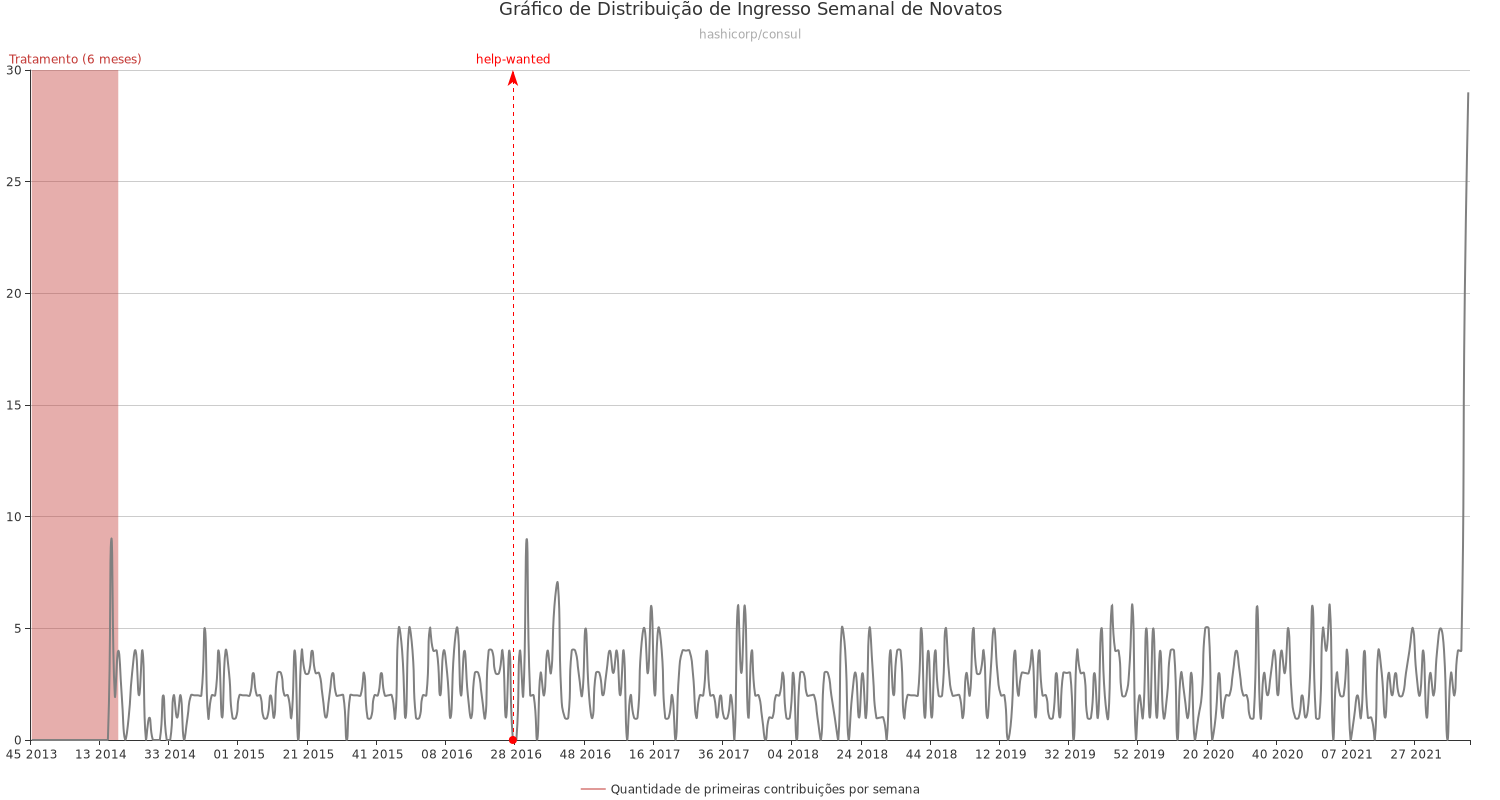 Gráfico de Distribuição de Ingresso Semanal de Novatos
hashicorp/consul
Tratamento (6 meses)
help-wanted
30
25
20
15
10
5
0
45 2013 13 2014 33 2014 01 2015 21 2015 41 2015 08 2016 28 2016 48 2016 16 2017 36 2017 04 2018 24 2018 44 2018 12 2019 32 2019 52 2019 20 2020 40 2020 07 2021 27 2021
Quantidade de primeiras contribuições por semana